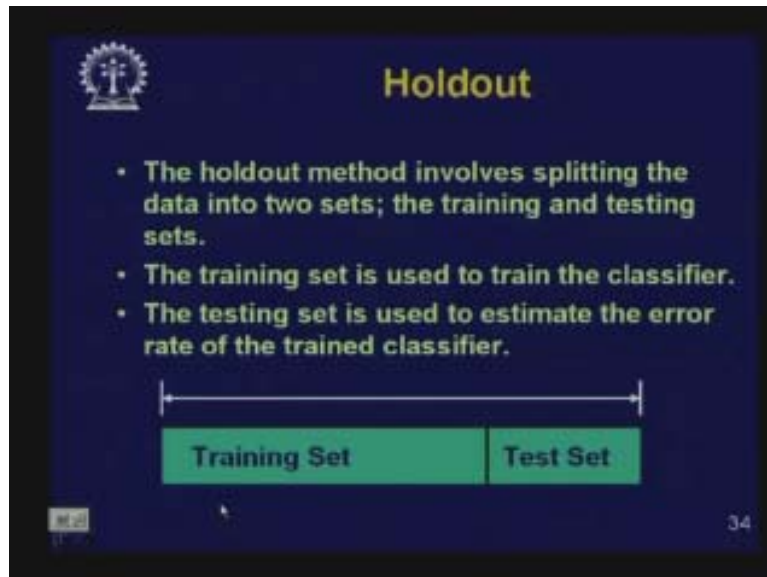 Holdout
• The holdout method involves splitting the
data into two sets; the training and testing
sets.
• The training set is used to train the classifier.
• The testing set is used to estimate the error
rate of the trained classifier.
Training Set Test Set
34